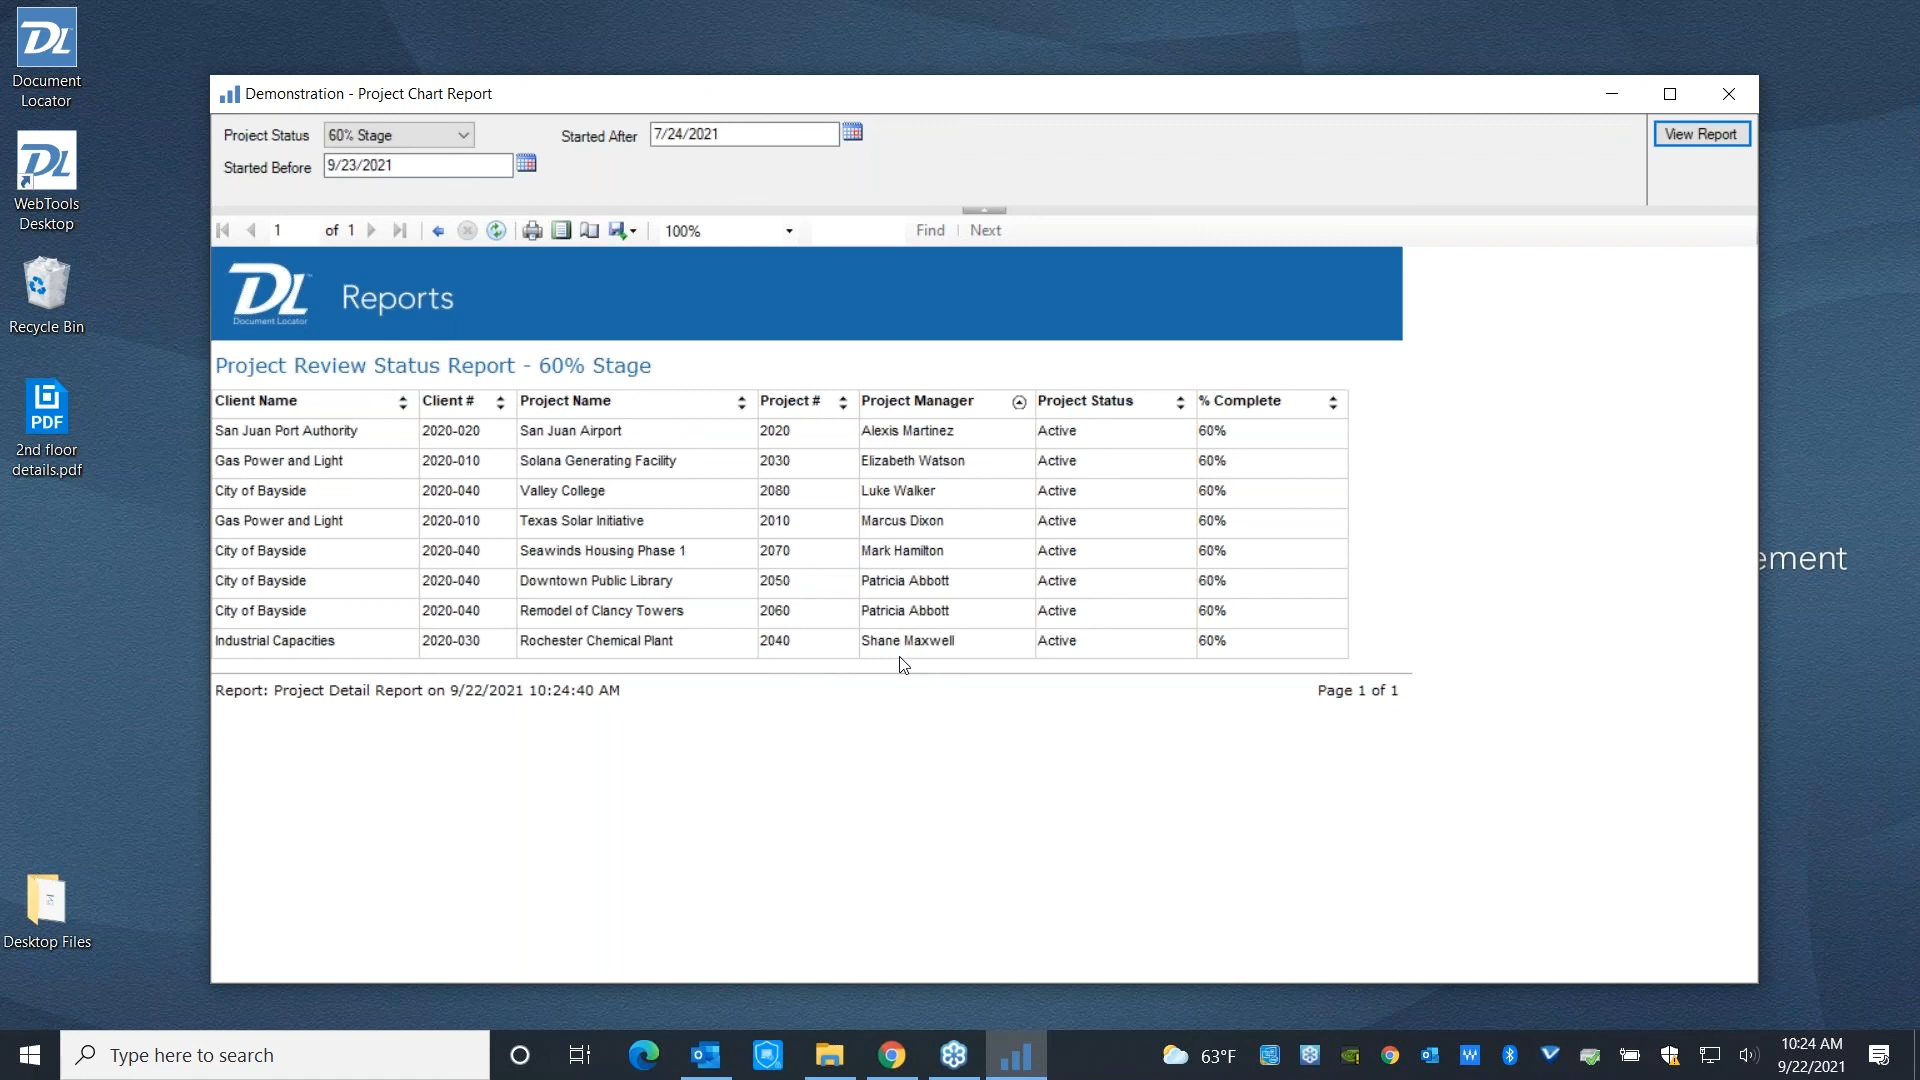 DL
Document
Locator
DL
WebTools
Desktop
Recycle Bin
PDF
2nd floor
details.pdf
Desktop Files
Demonstration - Project Chart Report
Project Status 60% Stage Started After 7/24/2021 View Report
Started Before 9/23/2021
1 of 1 100% Find Next
DL Document Locator Reports
Project Review Status Report - 60% Stage
Client Name Client # Project Name Project # Project Manager Project Status % Complete
San Juan Port Authority 2020-020 San Juan Airport 2020 Alexis Martinez Active 60%
Gas Power and Light 2020-010 Solana Generating Facility 2030 Elizabeth Watson Active 60%
City of Bayside 2020-040 Valley College 2080 Luke Walker Active 60%
Gas Power and Light 2020-010 Texas Solar Initiative 2010 Marcus Dixon Active 60%
City of Bayside 2020-040 Seawinds Housing Phase 1 2070 Mark Hamilton Active 60%
City of Bayside 2020-040 Downtown Public Library 2050 Patricia Abbott Active 60%
City of Bayside 2020-040 Remodel of Clancy Towers 2060 Patricia Abbott Active 60%
Industrial Capacities 2020-030 Rochester Chemical Plant 2040 Shane Maxwell Active 60%
Report: Project Detail Report on 9/22/2021 10:24:40 AM Page 1 of 1
ement
Type here to search 63°F 10:24 AM
9/22/2021